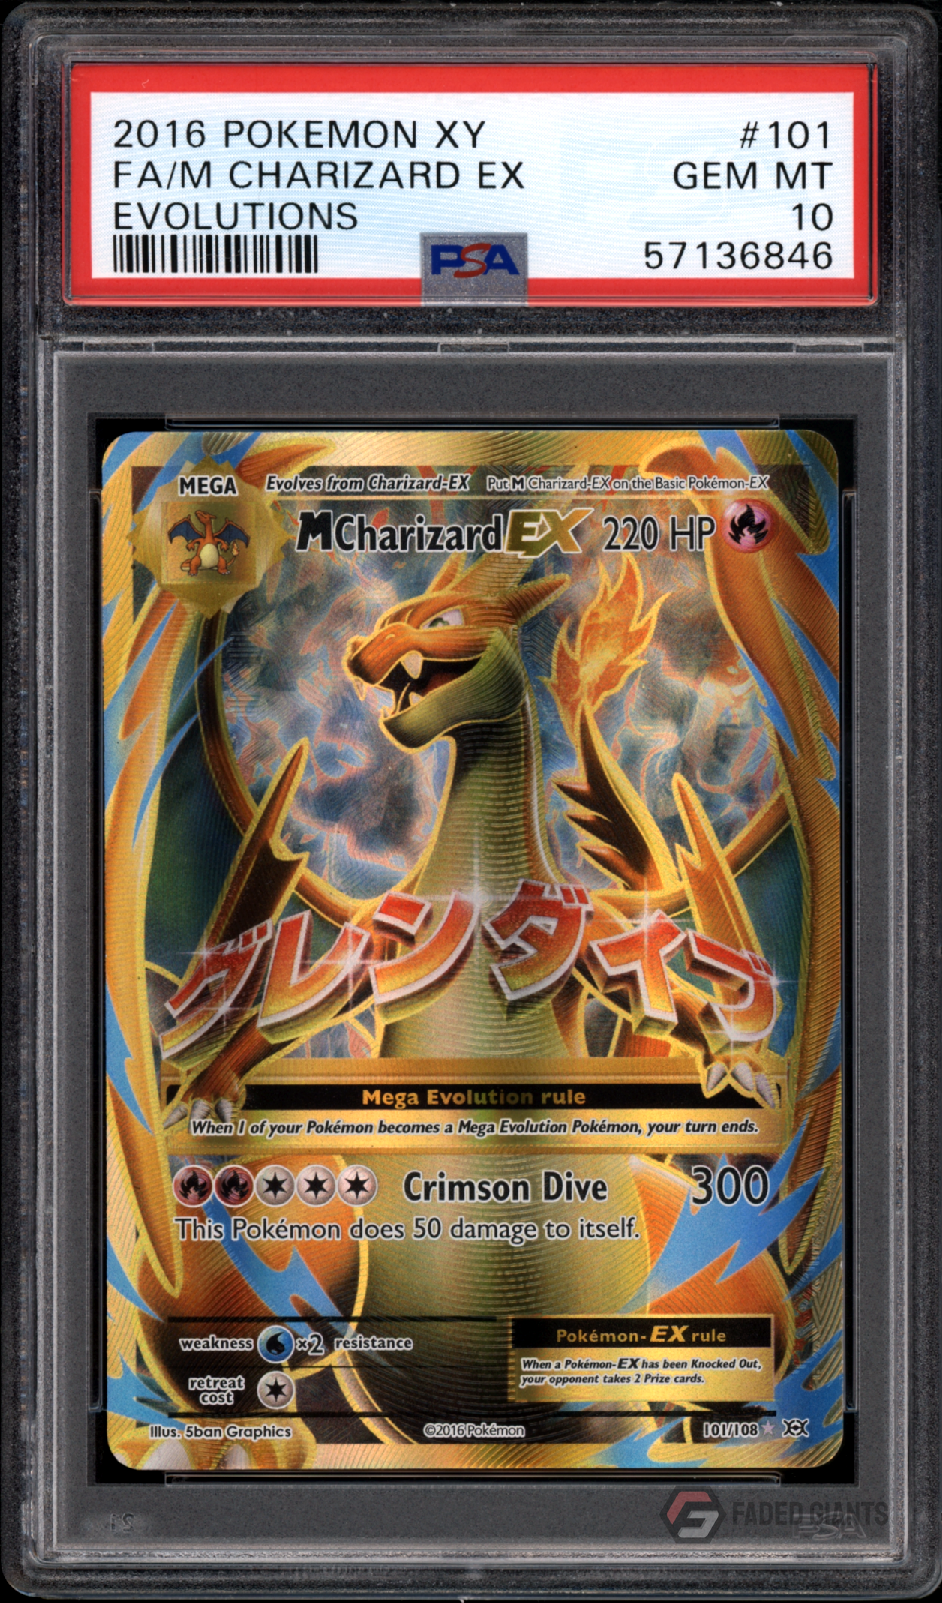 2016 POKEMON XY #101
FA/M CHARIZARD EX GEM MT
EVOLUTIONS 10
PSA 57136846
MEGA Evolves from Charizard-EX Put M Charizard-EX on the Basic Pokémon-EX
M Charizard EX 220 HP
グレンダイブ
Mega Evolution rule
When 1 of your Pokémon becomes a Mega Evolution Pokémon, your turn ends.
Crimson Dive 300
This Pokémon does 50 damage to itself.
weakness ×2 resistance
retreat cost
Pokémon-EX rule
When a Pokémon-EX has been Knocked Out,
your opponent takes 2 Prize cards.
Illus. 5ban Graphics ©2016 Pokémon 101/108
FADED GIANTS